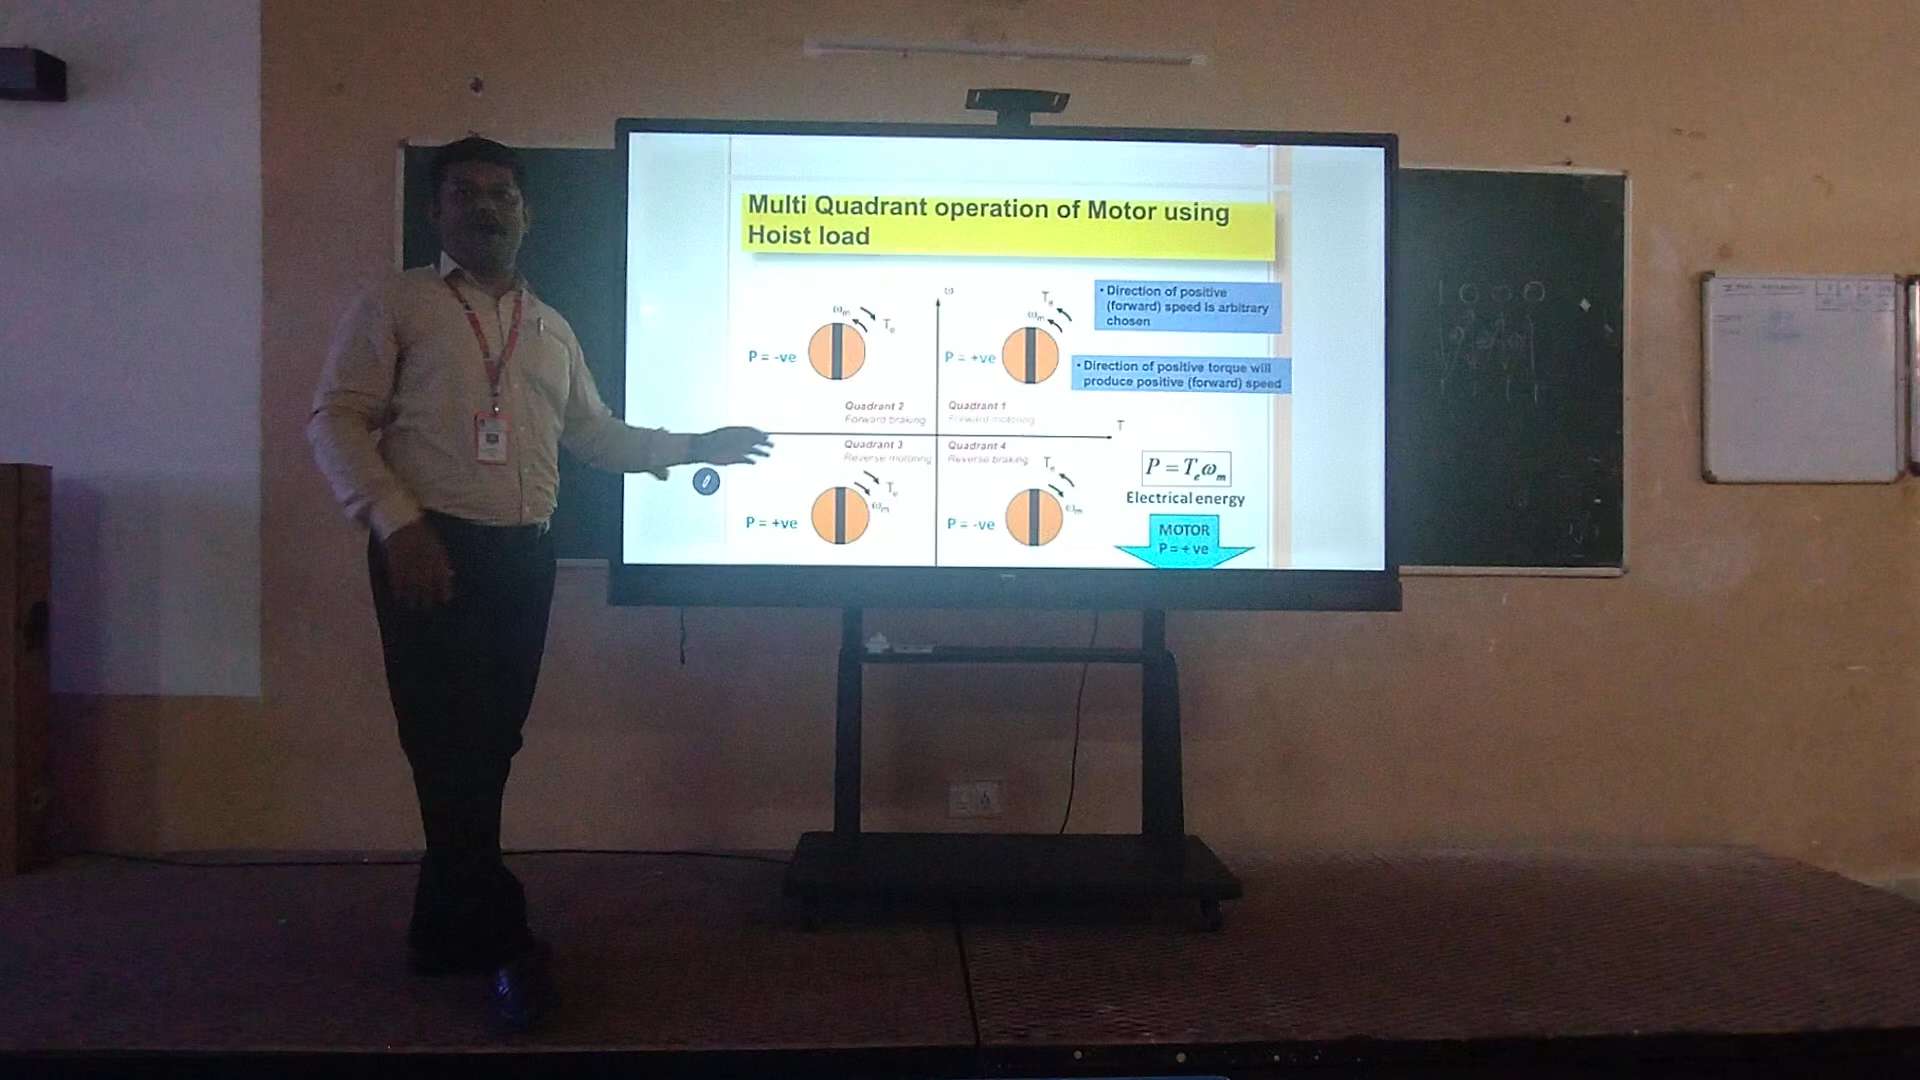 Multi Quadrant operation of Motor using
Hoist load
ω
ωm
Te
P = -ve
Te
ωm
P = +ve
• Direction of positive
(forward) speed is arbitrary
chosen
• Direction of positive torque will
produce positive (forward) speed
Quadrant 2
Forward braking
Quadrant 1
Forward motoring
T
Quadrant 3
Reverse motoring
Quadrant 4
Reverse braking
Te
ωm
P = +ve
Te
ωm
P = -ve
P = Teωm
Electrical energy
MOTOR
P = + ve
1000